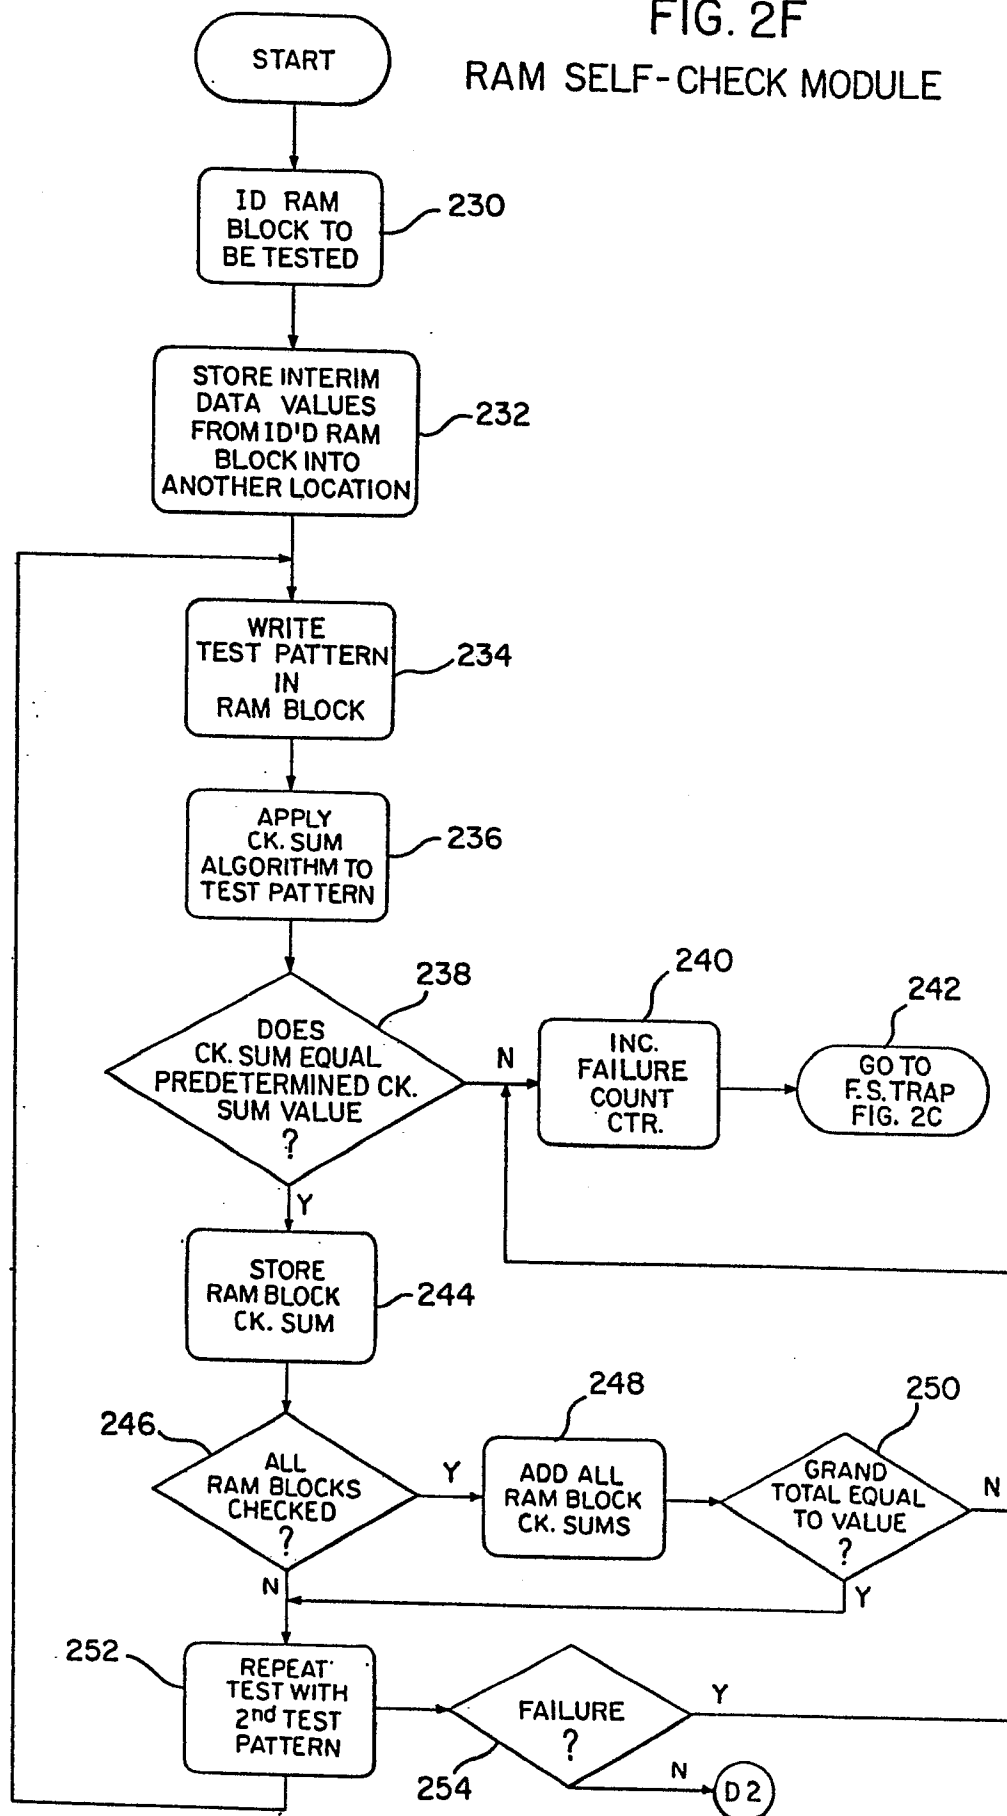 FIG. 2F
RAM SELF-CHECK MODULE
START
ID RAM
BLOCK TO
BE TESTED
230
STORE INTERIM
DATA VALUES
FROM ID'D RAM
BLOCK INTO
ANOTHER LOCATION
232
WRITE
TEST PATTERN
IN
RAM BLOCK
234
APPLY
CK. SUM
ALGORITHM TO
TEST PATTERN
236
DOES
CK. SUM EQUAL
PREDETERMINED CK.
SUM VALUE
?
238
N
Y
INC.
FAILURE
COUNT
CTR.
240
GO TO
F.S. TRAP
FIG. 2C
242
STORE
RAM BLOCK
CK. SUM
244
ALL
RAM BLOCKS
CHECKED
?
246
Y
N
ADD ALL
RAM BLOCK
CK. SUMS
248
GRAND
TOTAL EQUAL
TO VALUE
?
250
N
Y
REPEAT
TEST WITH
2nd TEST
PATTERN
252
FAILURE
?
254
Y
N
D2